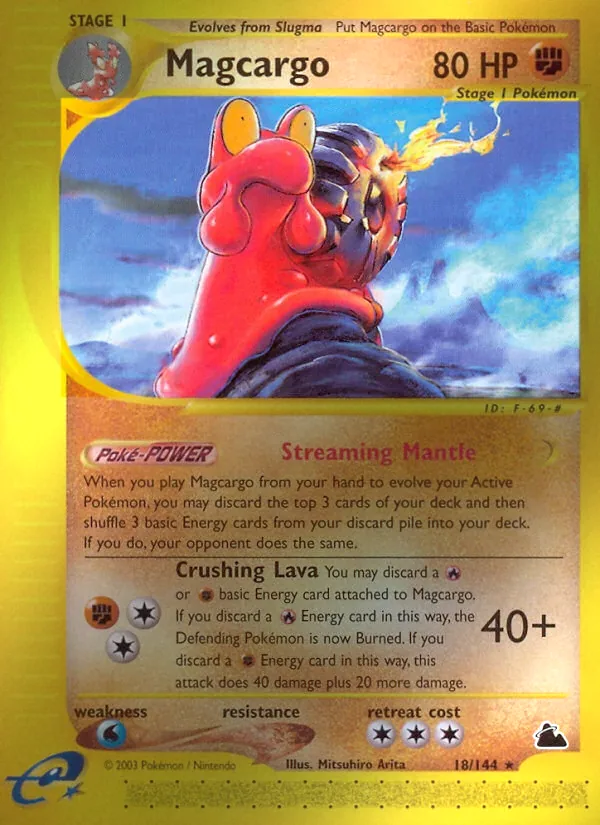 STAGE 1
Evolves from Slugma Put Magcargo on the Basic Pokémon
Magcargo 80 HP
Stage 1 Pokémon
ID: F-69-#
Poké-POWER Streaming Mantle
When you play Magcargo from your hand to evolve your Active
Pokémon, you may discard the top 3 cards of your deck and then
shuffle 3 basic Energy cards from your discard pile into your deck.
If you do, your opponent does the same.
Crushing Lava You may discard a
or basic Energy card attached to Magcargo.
If you discard a Energy card in this way, the
Defending Pokémon is now Burned. If you
discard a Energy card in this way, this
attack does 40 damage plus 20 more damage.
40+
weakness resistance retreat cost
e
© 2003 Pokémon / Nintendo Illus. Mitsuhiro Arita 18/144 ★